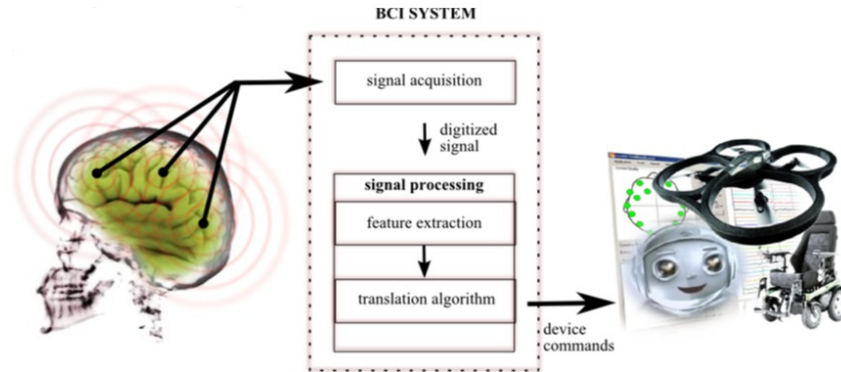 BCI SYSTEM
signal acquisition
digitized
signal
signal processing
feature extraction
translation algorithm
device
commands